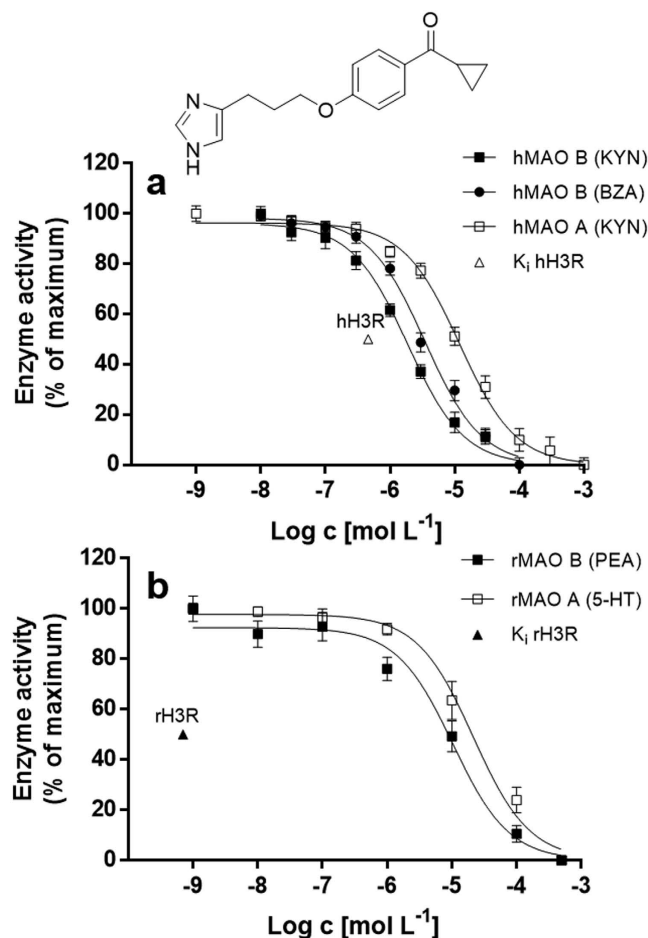 O
N
N
H
O
a
120
100
80
60
40
20
0
Enzyme activity
(% of maximum)
hMAO B (KYN)
hMAO B (BZA)
hMAO A (KYN)
Ki hH3R
hH3R
-9 -8 -7 -6 -5 -4 -3
Log c [mol L-1]
b
120
100
80
60
40
20
0
Enzyme activity
(% of maximum)
rMAO B (PEA)
rMAO A (5-HT)
Ki rH3R
rH3R
-9 -8 -7 -6 -5 -4 -3
Log c [mol L-1]